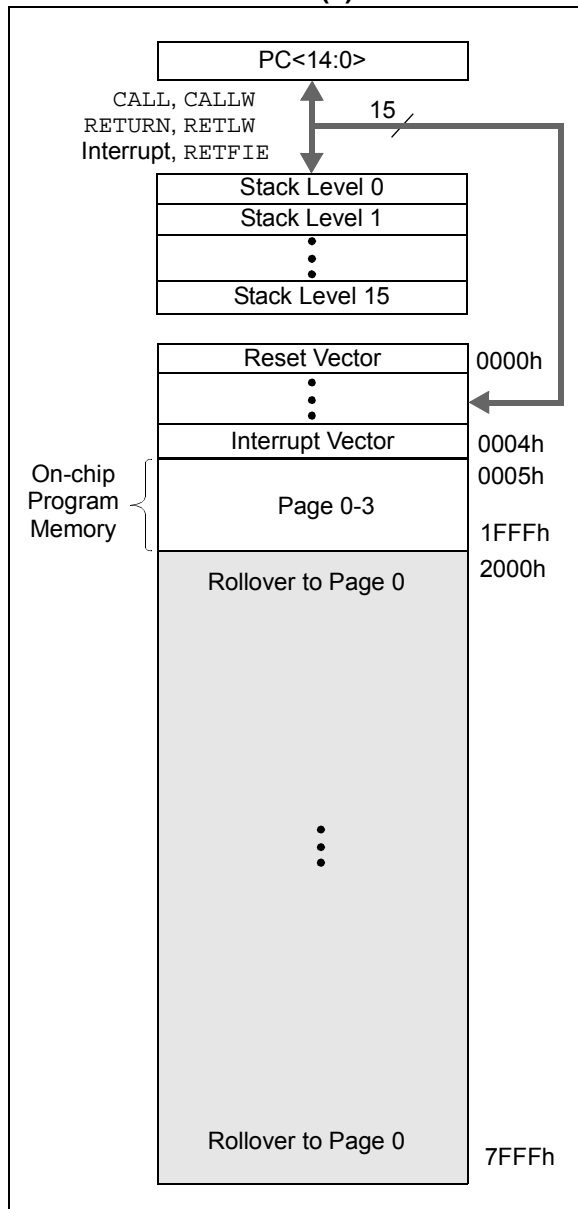 PC<14:0>
CALL, CALLW
RETURN, RETLW
Interrupt, RETFIE
15
Stack Level 0
Stack Level 1
Stack Level 15
Reset Vector
0000h
Interrupt Vector
0004h
On-chip
Program
Memory
Page 0-3
0005h
1FFFh
Rollover to Page 0
2000h
Rollover to Page 0
7FFFh